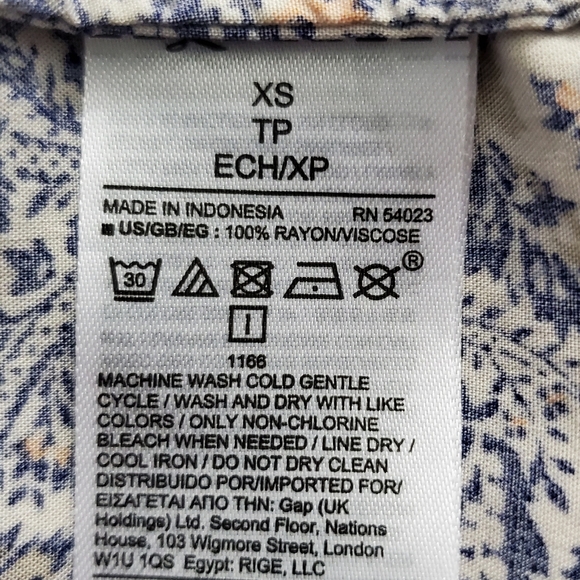 XS
TP
ECH/XP
MADE IN INDONESIA RN 54023
US/GB/EG : 100% RAYON/VISCOSE
30
®
1166
MACHINE WASH COLD GENTLE
CYCLE / WASH AND DRY WITH LIKE
COLORS / ONLY NON-CHLORINE
BLEACH WHEN NEEDED / LINE DRY /
COOL IRON / DO NOT DRY CLEAN
DISTRIBUIDO POR/IMPORTED FOR/
ΕΙΣΑΓΕΤΑΙ ΑΠΟ ΤΗΝ: Gap (UK
Holdings) Ltd. Second Floor, Nations
House, 103 Wigmore Street, London
W1U 1QS Egypt: RIGE, LLC